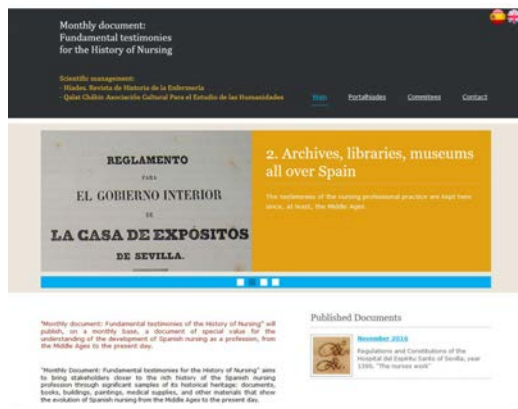 Monthly document:
Fundamental testimonies
for the History of Nursing
Scientific management:
- Híades. Revista de Historia de la Enfermería
- Qalat Chábir. Asociación Cultural Para el Estudio de las Humanidades
Main
PortalHiades
Commitees
Contact
REGLAMENTO
PARA
EL GOBIERNO INTERIOR
DE
LA CASA DE EXPÓSITOS
DE SEVILLA.
2. Archives, libraries, museums
all over Spain
The testimonies of the nursing professional practice are kept here
since, at least, the Middle Ages.
"Monthly document: Fundamental testimonies of the History of Nursing" will
publish, on a monthly base, a document of special value for the
understanding of the development of Spanish nursing as a profession, from
the Middle Ages to the present day.
"Monthly Document: Fundamental testimonies for the History of Nursing" aims
to bring stakeholders closer to the rich history of the Spanish nursing
profession through significant samples of its historical heritage: documents,
books, buildings, paintings, medical supplies, and other materials that show
the evolution of Spanish nursing from the Middle Ages to the present day.
Published Documents
November 2016
Regulations and Constitutions of the
Hospital del Espíritu Santo of Sevilla, year
1595. "The nurses work"